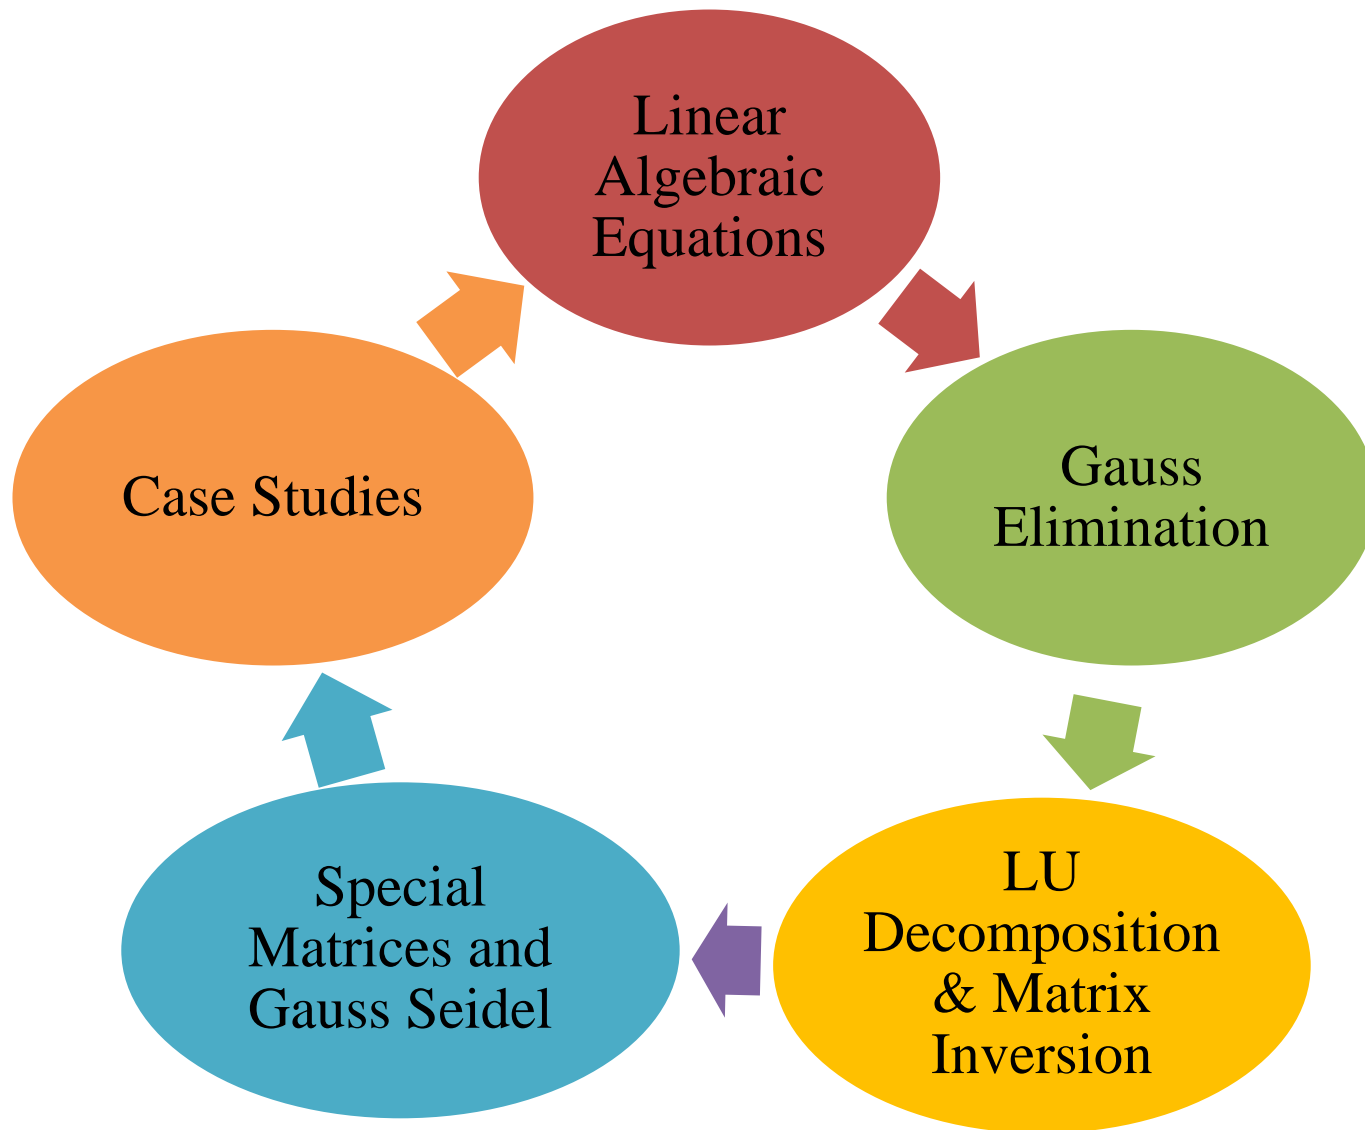 Linear
Algebraic
Equations
Gauss
Elimination
LU
Decomposition
& Matrix
Inversion
Special
Matrices and
Gauss Seidel
Case Studies